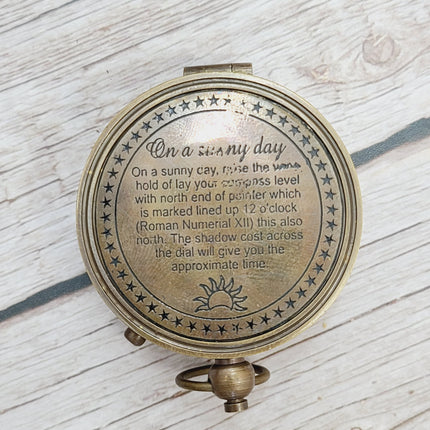 On a sunny day
On a sunny day, raise the vane
hold of lay your compass level
with north end of pointer which
is marked lined up 12 o'clock
(Roman Numerial XII) this also
north. The shadow cost across
the dial will give you the
approximate time.